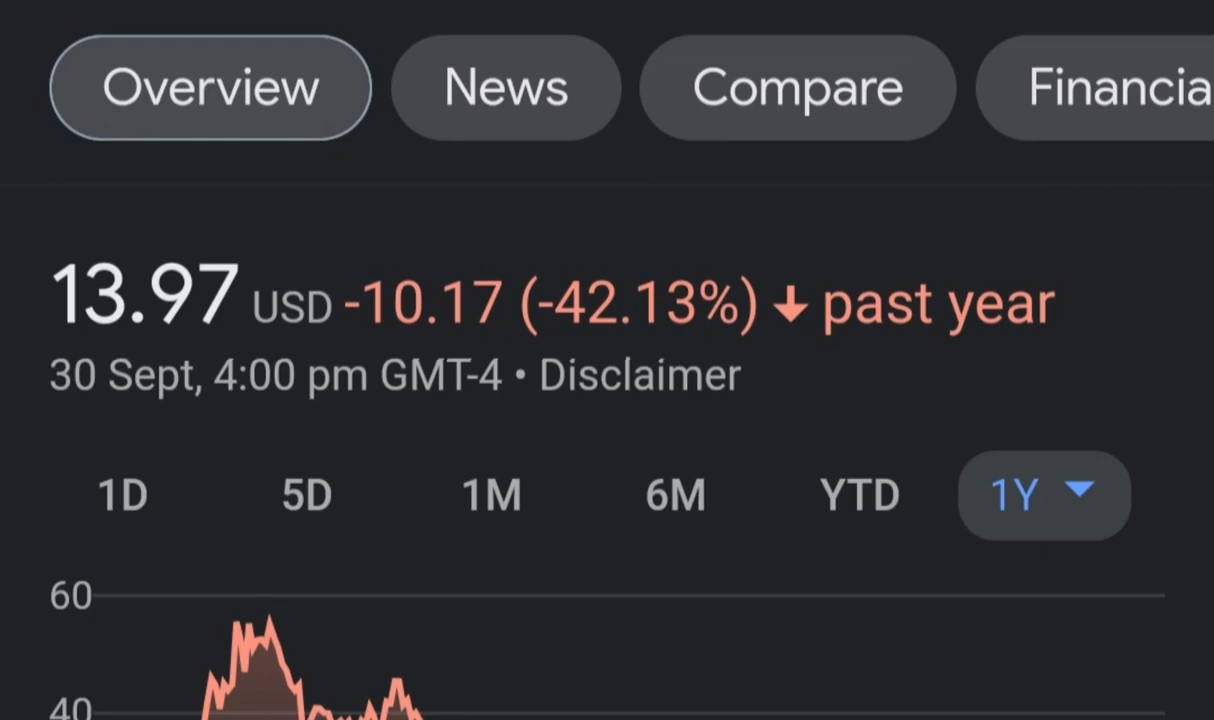 Overview News Compare Financia
13.97 USD -10.17 (-42.13%) ↓ past year
30 Sept, 4:00 pm GMT-4 • Disclaimer
1D 5D 1M 6M YTD 1Y
60
40